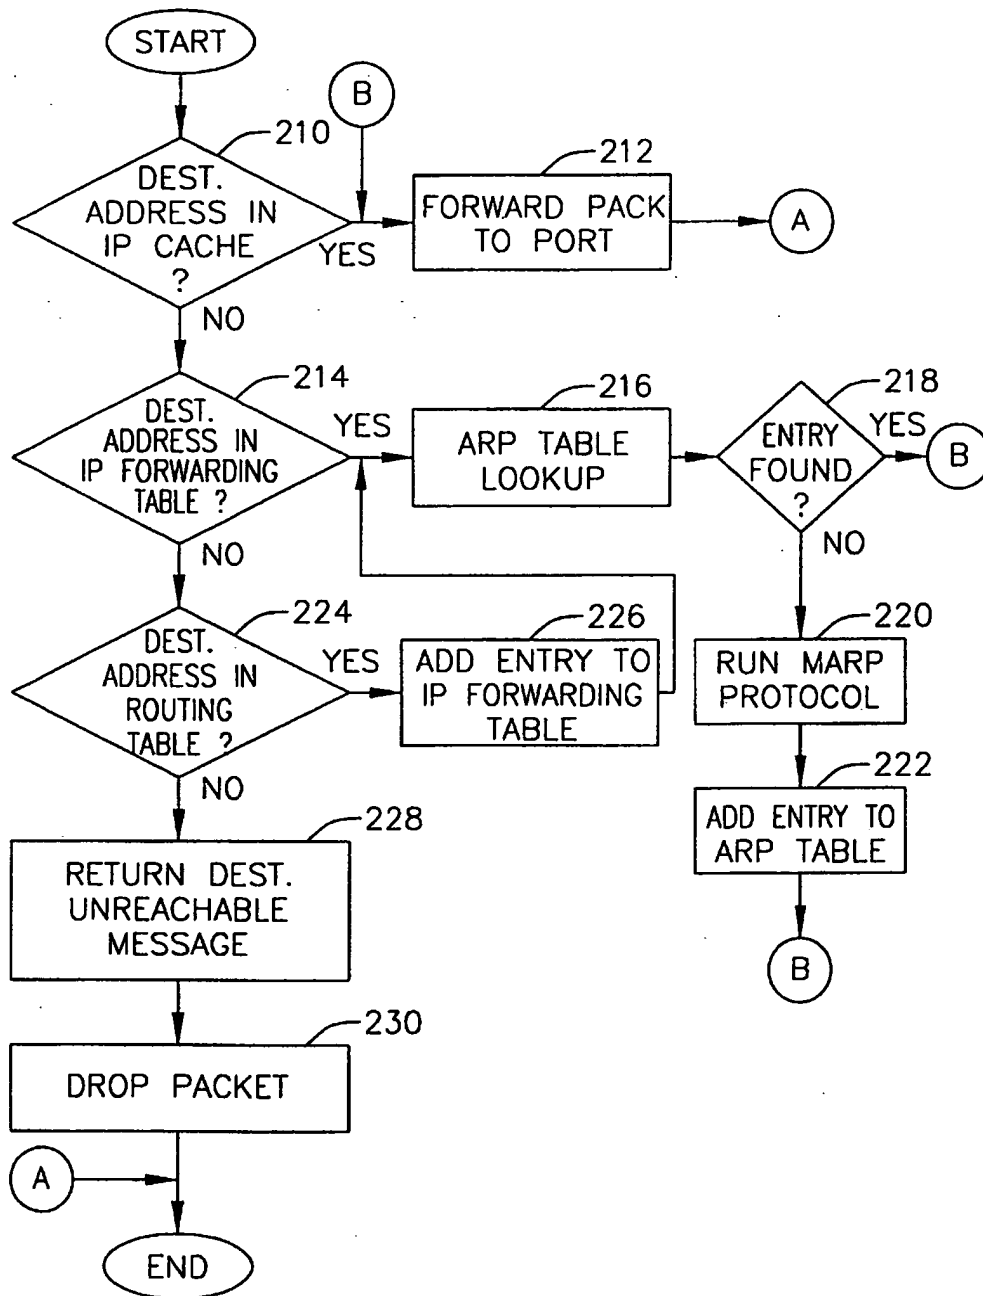 START
B
210
DEST.
ADDRESS IN
IP CACHE
?
YES
NO
212
FORWARD PACK
TO PORT
A
214
DEST.
ADDRESS IN
IP FORWARDING
TABLE ?
YES
NO
216
ARP TABLE
LOOKUP
218
ENTRY
FOUND
?
YES
B
NO
220
RUN MARP
PROTOCOL
222
ADD ENTRY TO
ARP TABLE
B
224
DEST.
ADDRESS IN
ROUTING
TABLE ?
YES
NO
226
ADD ENTRY TO
IP FORWARDING
TABLE
228
RETURN DEST.
UNREACHABLE
MESSAGE
230
DROP PACKET
A
END